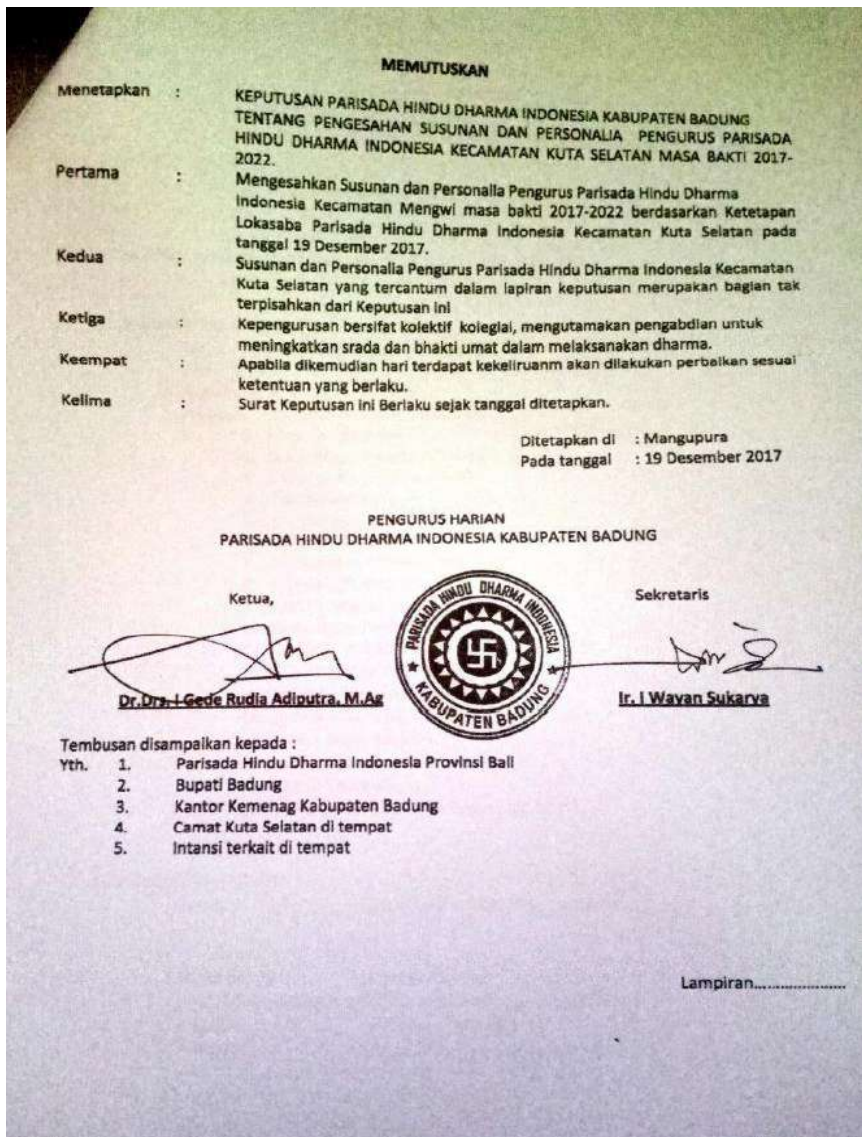 MEMUTUSKAN
Menetapkan : KEPUTUSAN PARISADA HINDU DHARMA INDONESIA KABUPATEN BADUNG
TENTANG PENGESAHAN SUSUNAN DAN PERSONALIA PENGURUS PARISADA
HINDU DHARMA INDONESIA KECAMATAN KUTA SELATAN MASA BAKTI 2017-
2022.
Pertama : Mengesahkan Susunan dan Personalia Pengurus Parisada Hindu Dharma
Indonesia Kecamatan Mengwi masa bakti 2017-2022 berdasarkan Ketetapan
Lokasaba Parisada Hindu Dharma Indonesia Kecamatan Kuta Selatan pada
tanggal 19 Desember 2017.
Kedua : Susunan dan Personalia Pengurus Parisada Hindu Dharma Indonesia Kecamatan
Kuta Selatan yang tercantum dalam lapiran keputusan merupakan bagian tak
terpisahkan dari Keputusan ini
Ketiga : Kepengurusan bersifat kolektif kolegial, mengutamakan pengabdian untuk
meningkatkan srada dan bhakti umat dalam melaksanakan dharma.
Keempat : Apabila dikemudian hari terdapat kekeliruanm akan dilakukan perbaikan sesuai
ketentuan yang berlaku.
Kelima : Surat Keputusan ini Berlaku sejak tanggal ditetapkan.
Ditetapkan di : Mangupura
Pada tanggal : 19 Desember 2017
PENGURUS HARIAN
PARISADA HINDU DHARMA INDONESIA KABUPATEN BADUNG
Ketua,
Sekretaris
PARISADA HINDU DHARMA INDONESIA
KABUPATEN BADUNG
Dr.Drs. I Gede Rudia Adiputra, M.Ag
Ir. I Wayan Sukarya
Tembusan disampaikan kepada :
Yth. 1. Parisada Hindu Dharma Indonesia Provinsi Bali
2. Bupati Badung
3. Kantor Kemenag Kabupaten Badung
4. Camat Kuta Selatan di tempat
5. Intansi terkait di tempat
Lampiran......................